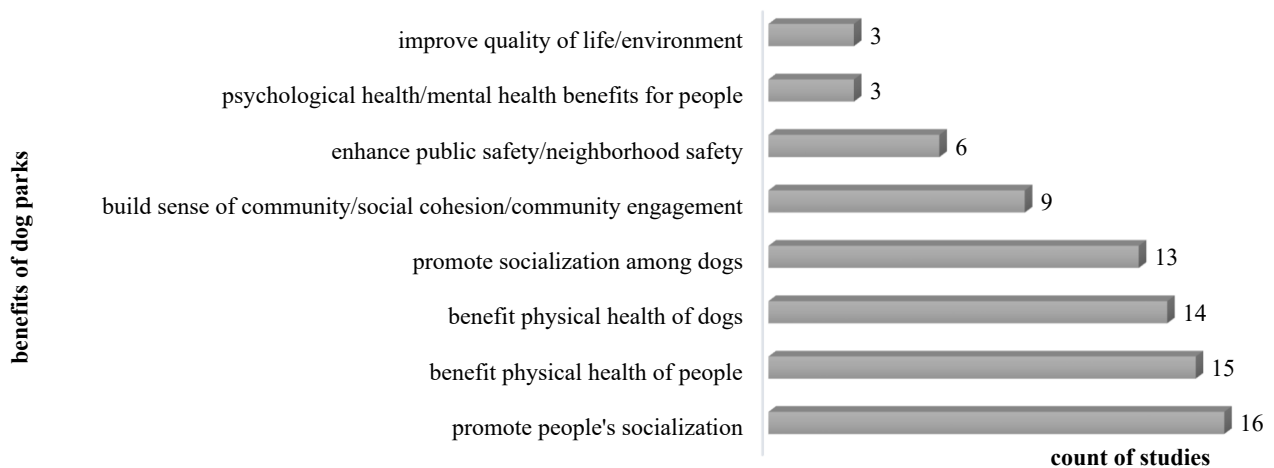 benefits of dog parks
improve quality of life/environment 3
psychological health/mental health benefits for people 3
enhance public safety/neighborhood safety 6
build sense of community/social cohesion/community engagement 9
promote socialization among dogs 13
benefit physical health of dogs 14
benefit physical health of people 15
promote people's socialization 16
count of studies